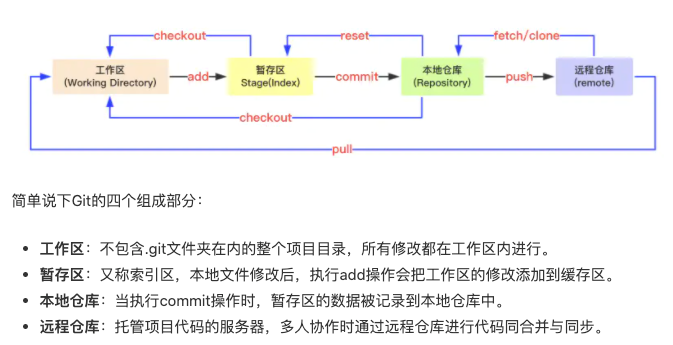 checkout
reset
fetch/clone
工作区
(Working Directory)
add
暂存区
Stage(Index)
commit
本地仓库
(Repository)
push
远程仓库
(remote)
checkout
pull
简单说下Git的四个组成部分：
• 工作区：不包含.git文件夹在内的整个项目目录，所有修改都在工作区内进行。
• 暂存区：又称索引区，本地文件修改后，执行add操作会把工作区的修改添加到缓存区。
• 本地仓库：当执行commit操作时，暂存区的数据被记录到本地仓库中。
• 远程仓库：托管项目代码的服务器，多人协作时通过远程仓库进行代码同合并与同步。